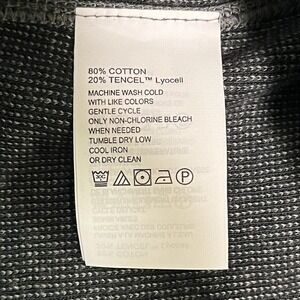 80% COTTON
20% TENCEL™ Lyocell
MACHINE WASH COLD
WITH LIKE COLORS
GENTLE CYCLE
ONLY NON-CHLORINE BLEACH
WHEN NEEDED
TUMBLE DRY LOW
COOL IRON
OR DRY CLEAN